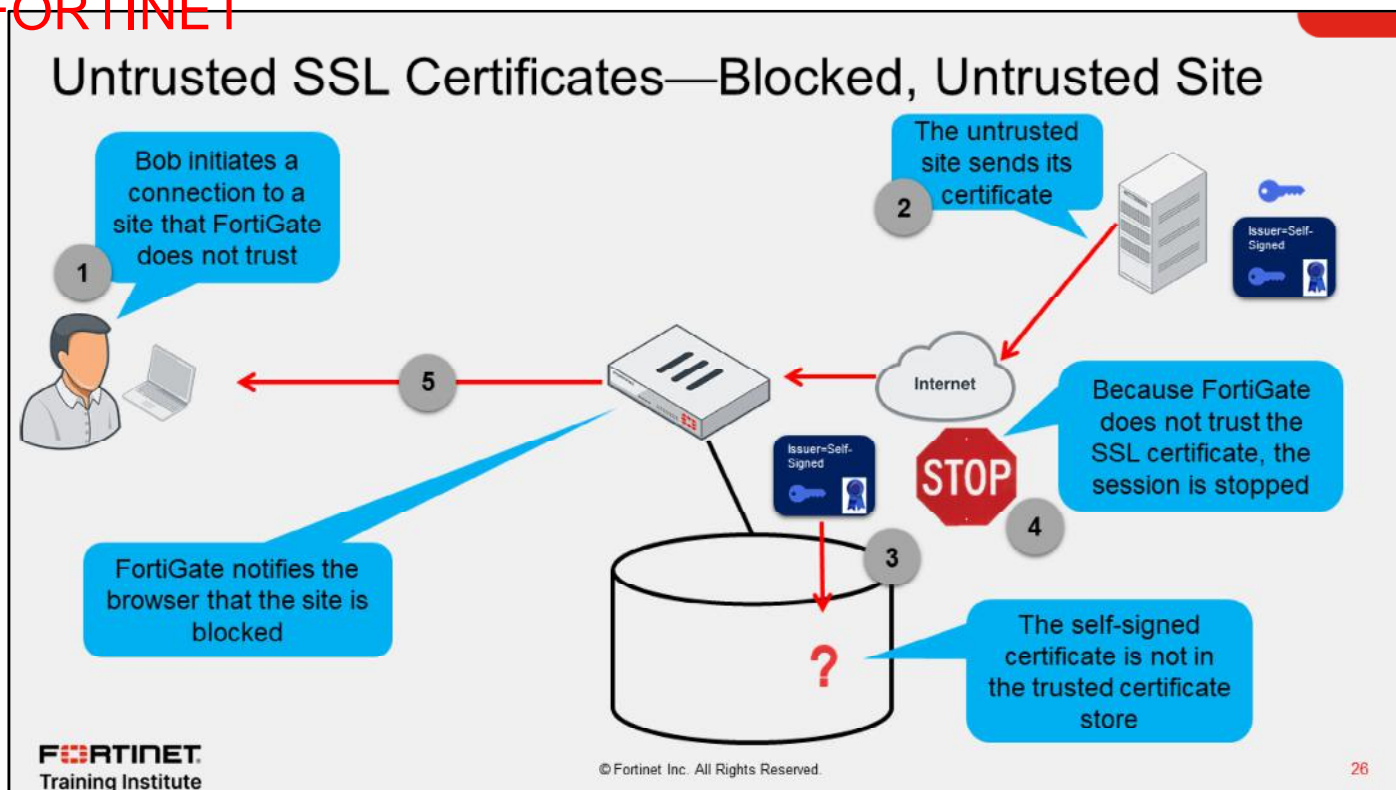 FORTINET
Untrusted SSL Certificates—Blocked, Untrusted Site
Bob initiates a
connection to a
site that FortiGate
does not trust
1
The untrusted
site sends its
certificate
2
Issuer=Self-
Signed
5
Internet
Because FortiGate
does not trust the
SSL certificate, the
session is stopped
STOP
4
Issuer=Self-
Signed
3
FortiGate notifies the
browser that the site is
blocked
?
The self-signed
certificate is not in
the trusted certificate
store
FORTINET.
Training Institute
© Fortinet Inc. All Rights Reserved.
26